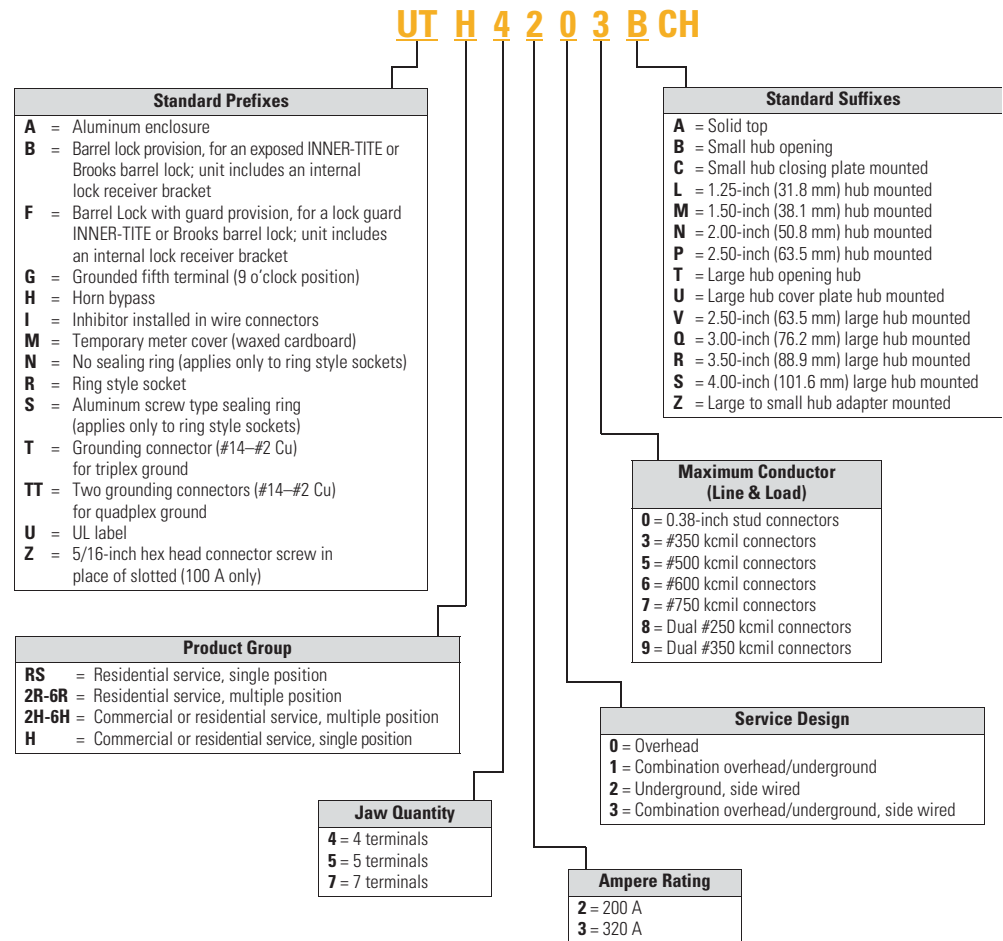 UT H 4 2 0 3 B CH
Standard Prefixes
A = Aluminum enclosure
B = Barrel lock provision, for an exposed INNER-TITE or
Brooks barrel lock; unit includes an internal
lock receiver bracket
F = Barrel Lock with guard provision, for a lock guard
INNER-TITE or Brooks barrel lock; unit includes
an internal lock receiver bracket
G = Grounded fifth terminal (9 o'clock position)
H = Horn bypass
I = Inhibitor installed in wire connectors
M = Temporary meter cover (waxed cardboard)
N = No sealing ring (applies only to ring style sockets)
R = Ring style socket
S = Aluminum screw type sealing ring
(applies only to ring style sockets)
T = Grounding connector (#14–#2 Cu)
for triplex ground
TT = Two grounding connectors (#14–#2 Cu)
for quadplex ground
U = UL label
Z = 5/16-inch hex head connector screw in
place of slotted (100 A only)
Standard Suffixes
A = Solid top
B = Small hub opening
C = Small hub closing plate mounted
L = 1.25-inch (31.8 mm) hub mounted
M = 1.50-inch (38.1 mm) hub mounted
N = 2.00-inch (50.8 mm) hub mounted
P = 2.50-inch (63.5 mm) hub mounted
T = Large hub opening hub
U = Large hub cover plate hub mounted
V = 2.50-inch (63.5 mm) large hub mounted
Q = 3.00-inch (76.2 mm) large hub mounted
R = 3.50-inch (88.9 mm) large hub mounted
S = 4.00-inch (101.6 mm) large hub mounted
Z = Large to small hub adapter mounted
Maximum Conductor
(Line & Load)
0 = 0.38-inch stud connectors
3 = #350 kcmil connectors
5 = #500 kcmil connectors
6 = #600 kcmil connectors
7 = #750 kcmil connectors
8 = Dual #250 kcmil connectors
9 = Dual #350 kcmil connectors
Product Group
RS = Residential service, single position
2R-6R = Residential service, multiple position
2H-6H = Commercial or residential service, multiple position
H = Commercial or residential service, single position
Service Design
0 = Overhead
1 = Combination overhead/underground
2 = Underground, side wired
3 = Combination overhead/underground, side wired
Jaw Quantity
4 = 4 terminals
5 = 5 terminals
7 = 7 terminals
Ampere Rating
2 = 200 A
3 = 320 A